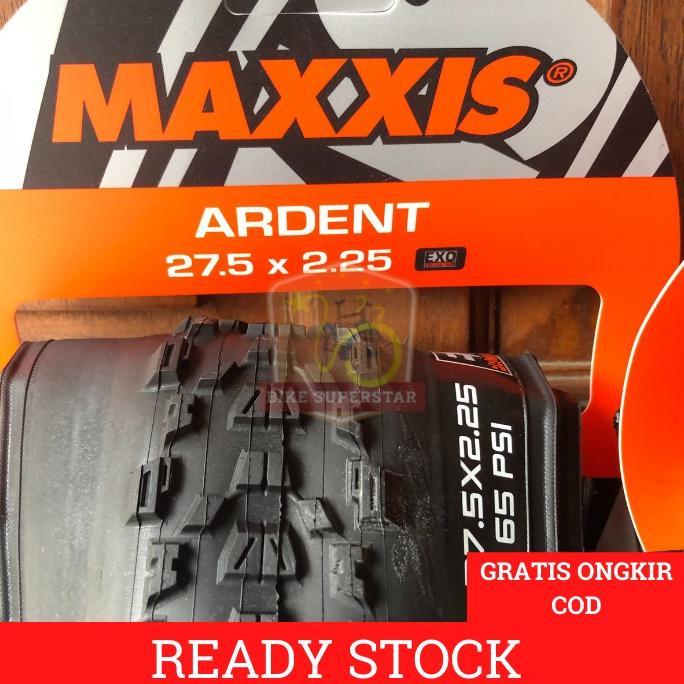 MAXXIS®
ARDENT
27.5 x 2.25 EXO
BIKE SUPERSTAR
7.5X2.25
65 PSI
GRATIS ONGKIR
COD
READY STOCK